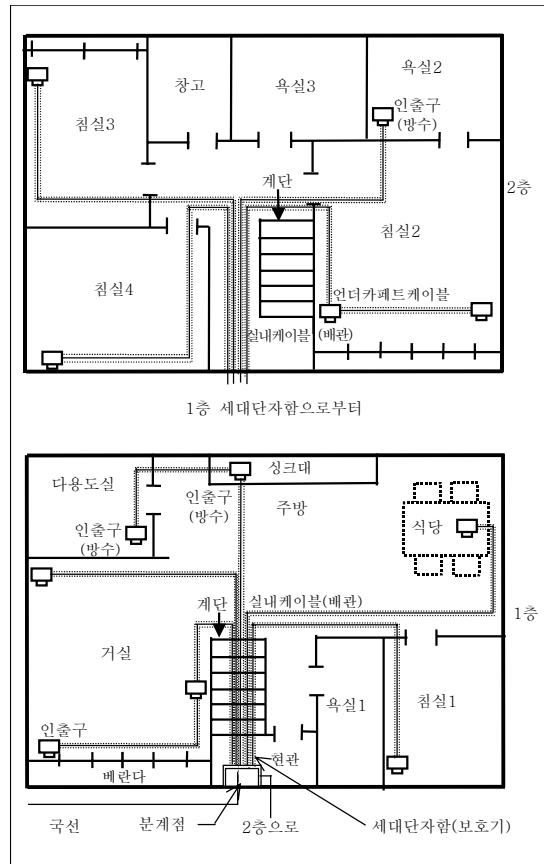 창고
욕실3
욕실2
인출구
(방수)
침실3
계단
2층
침실2
침실4
언더카페트케이블
실내케이블 (배관)
1층 세대단자함으로부터
싱크대
다용도실
인출구
(방수)
주방
식당
인출구
(방수)
계단
실내케이블(배관)
1층
거실
욕실1
침실1
인출구
현관
베란다
국선
분계점
2층으로
세대단자함(보호기)